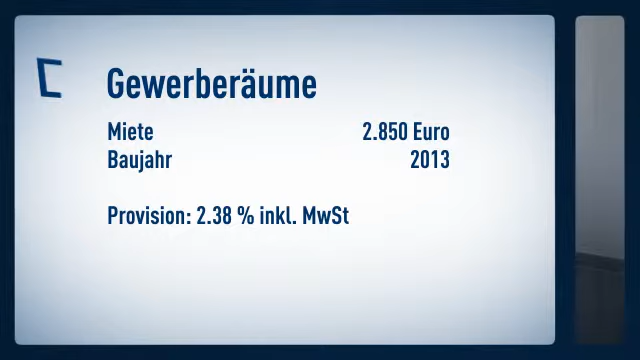 Gewerberäume
Miete 2.850 Euro
Baujahr 2013
Provision: 2.38 % inkl. MwSt